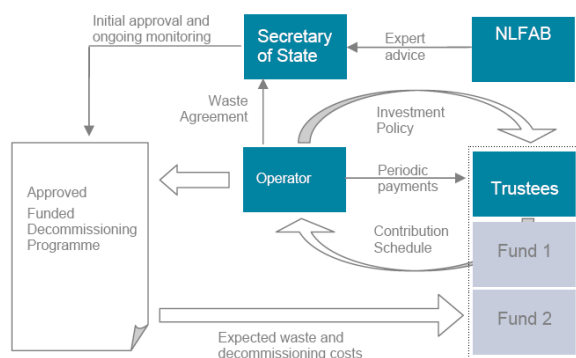 Initial approval and
ongoing monitoring
Secretary
of State
Expert
advice
NLFAB
Waste
Agreement
Investment
Policy
Approved
Funded
Decommissioning
Programme
Operator
Periodic
payments
Trustees
Contribution
Schedule
Fund 1
Fund 2
Expected waste and
decommissioning costs